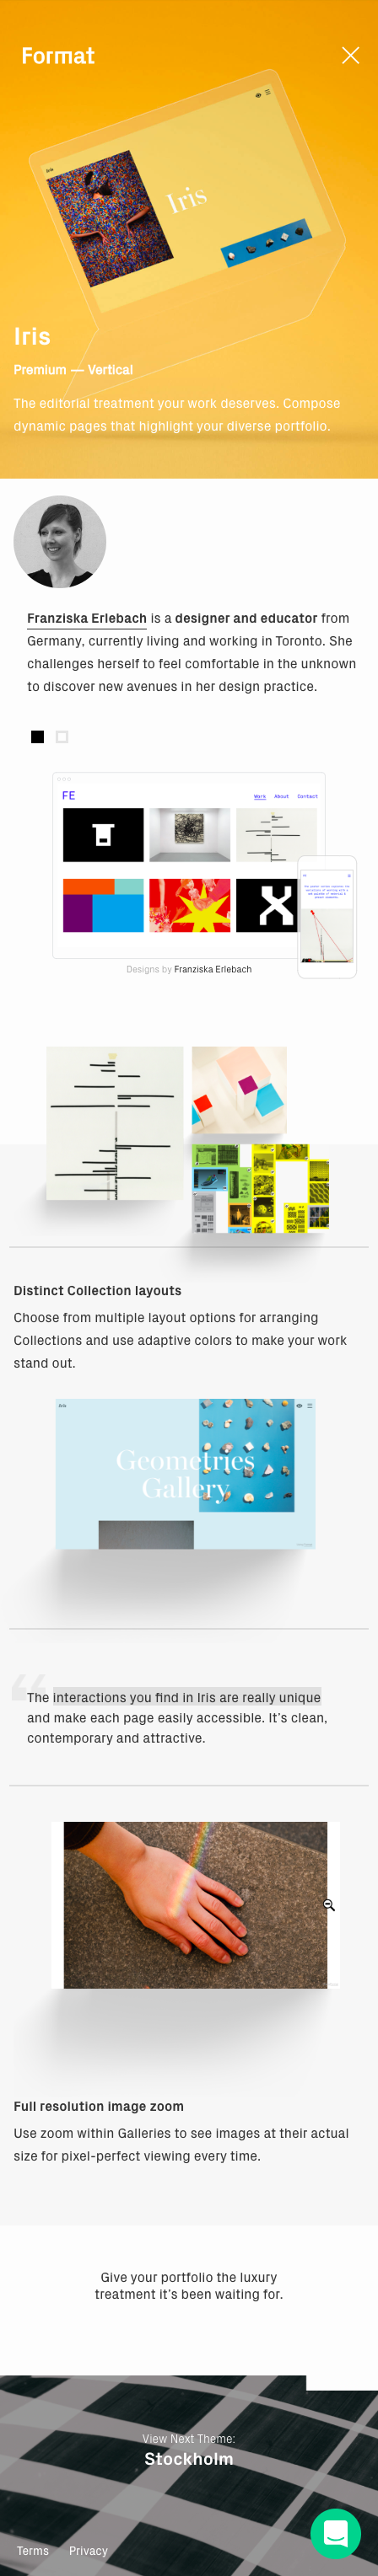 Format
Iris
Iris
Iris
Premium — Vertical
The editorial treatment your work deserves. Compose
dynamic pages that highlight your diverse portfolio.
Franziska Erlebach is a designer and educator from
Germany, currently living and working in Toronto. She
challenges herself to feel comfortable in the unknown
to discover new avenues in her design practice.
FE
Work About Contact
Designs by Franziska Erlebach
Distinct Collection layouts
Choose from multiple layout options for arranging
Collections and use adaptive colors to make your work
stand out.
Iris
Geometries
Gallery
“
The interactions you find in Iris are really unique
and make each page easily accessible. It’s clean,
contemporary and attractive.
Full resolution image zoom
Use zoom within Galleries to see images at their actual
size for pixel-perfect viewing every time.
Give your portfolio the luxury
treatment it’s been waiting for.
View Next Theme:
Stockholm
Terms Privacy